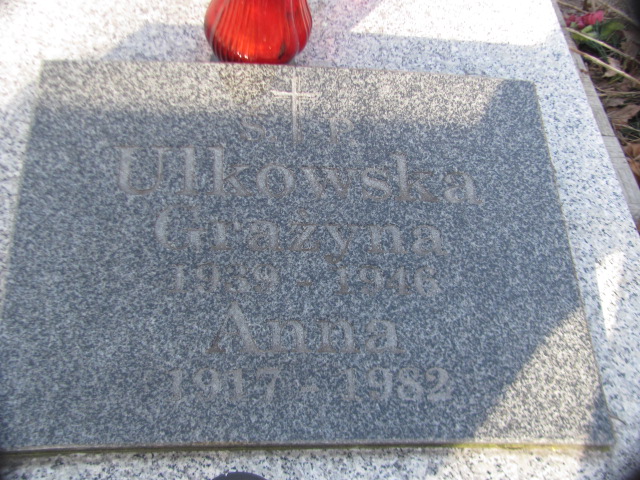 Ś. P.
Ulkowska
Grażyna
1939 - 1946
Anna
1917 - 1982